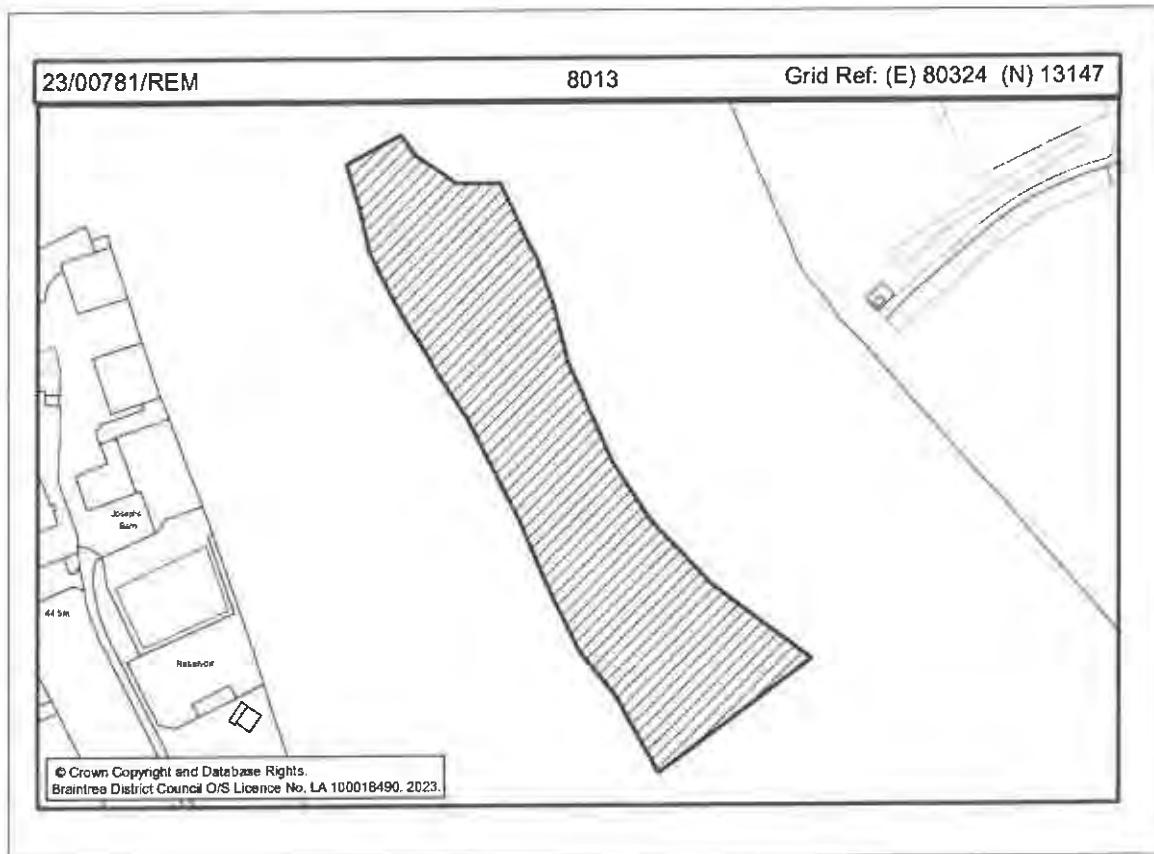 23/00781/REM 8013 Grid Ref: (E) 80324 (N) 13147
Josephs
Barn
44.5m
Reservoir
© Crown Copyright and Database Rights.
Braintree District Council O/S Licence No. LA 100018490. 2023.